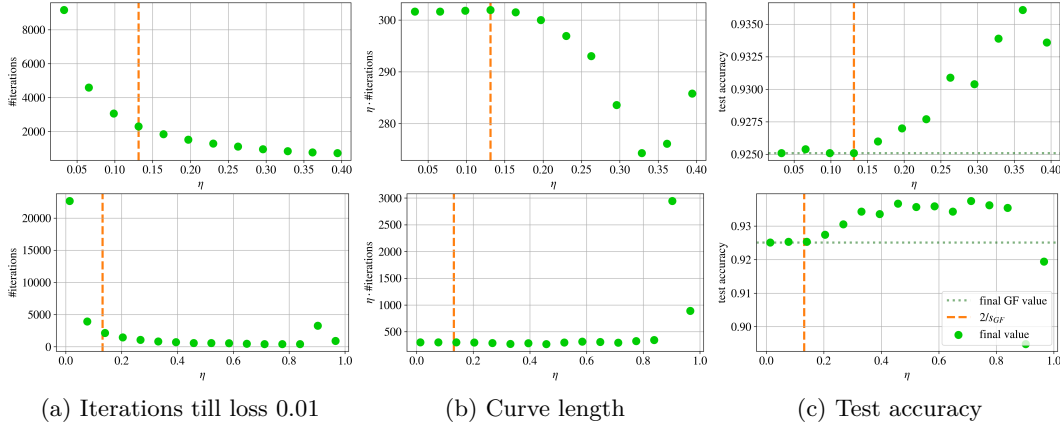 8000
6000
4000
2000
#iterations
0.05 0.10 0.15 0.20 0.25 0.30 0.35 0.40
η
300
290
280
η · #iterations
0.00 0.05 0.10 0.15 0.20 0.25 0.30 0.35 0.40
η
0.9350
0.9325
0.9300
0.9275
0.9250
test accuracy
0.05 0.10 0.15 0.20 0.25 0.30 0.35 0.40
η
20000
15000
10000
5000
0
#iterations
0.0 0.2 0.4 0.6 0.8 1.0
η
3000
2500
2000
1500
1000
500
η · #iterations
0.0 0.2 0.4 0.6 0.8 1.0
η
0.93
0.92
0.91
0.90
test accuracy
0.0 0.2 0.4 0.6 0.8 1.0
η
final GF value
2/sGF
final value
(a) Iterations till loss 0.01
(b) Curve length
(c) Test accuracy